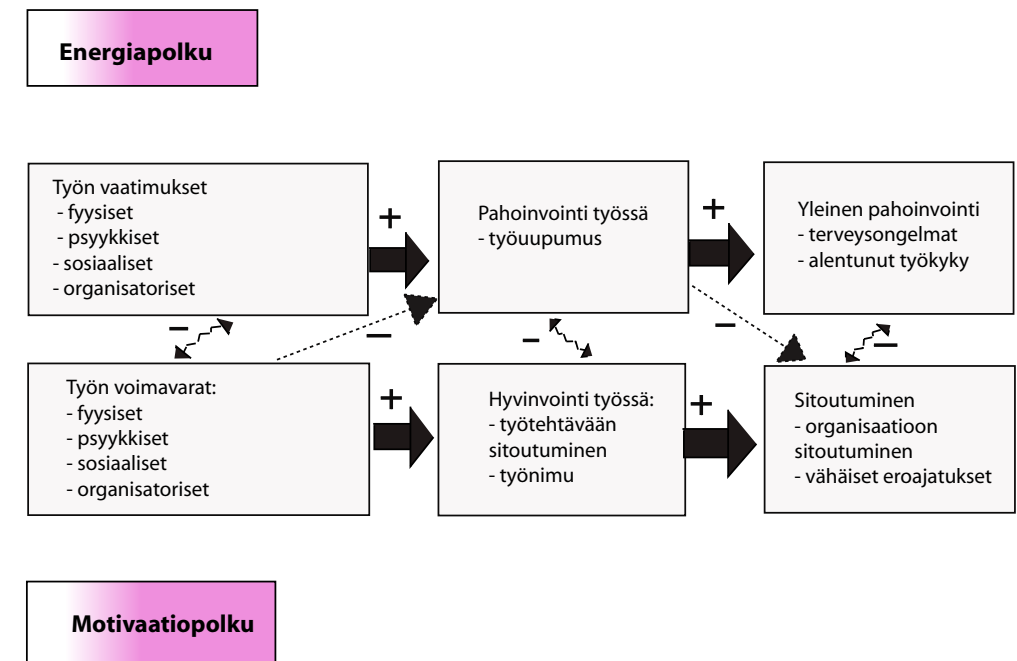 Energiapolku
Työn vaatimukset
- fyysiset
- psyykkiset
- sosiaaliset
- organisatoriset
+
Pahoinvointi työssä
- työuupumus
+
Yleinen pahoinvointi
- terveysongelmat
- alentunut työkyky
–
–
–
–
–
Työn voimavarat:
- fyysiset
- psyykkiset
- sosiaaliset
- organisatoriset
+
Hyvinvointi työssä:
- työtehtävään
sitoutuminen
- työnimu
+
Sitoutuminen
- organisaatioon
sitoutuminen
- vähäiset eroajatukset
Motivaatiopolku